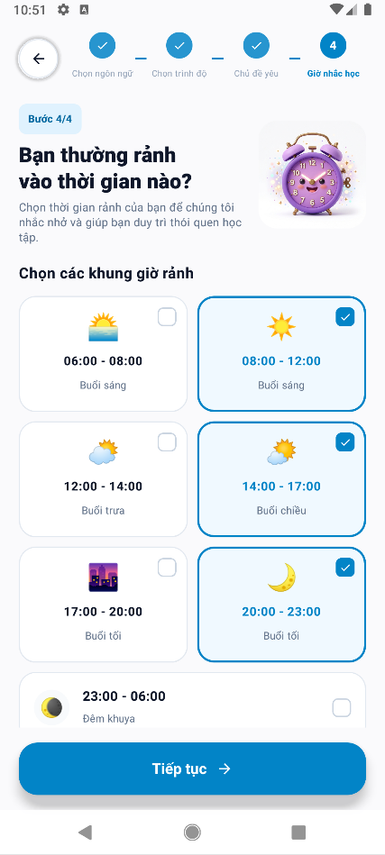 10:51
Chọn ngôn ngữ
Chọn trình độ
Chủ đề yêu
4
Giờ nhắc học
Bước 4/4
Bạn thường rảnh
vào thời gian nào?
Chọn thời gian rảnh của bạn để chúng tôi
nhắc nhở và giúp bạn duy trì thói quen học
tập.
Chọn các khung giờ rảnh
06:00 - 08:00
Buổi sáng
08:00 - 12:00
Buổi sáng
12:00 - 14:00
Buổi trưa
14:00 - 17:00
Buổi chiều
17:00 - 20:00
Buổi tối
20:00 - 23:00
Buổi tối
23:00 - 06:00
Đêm khuya
Tiếp tục